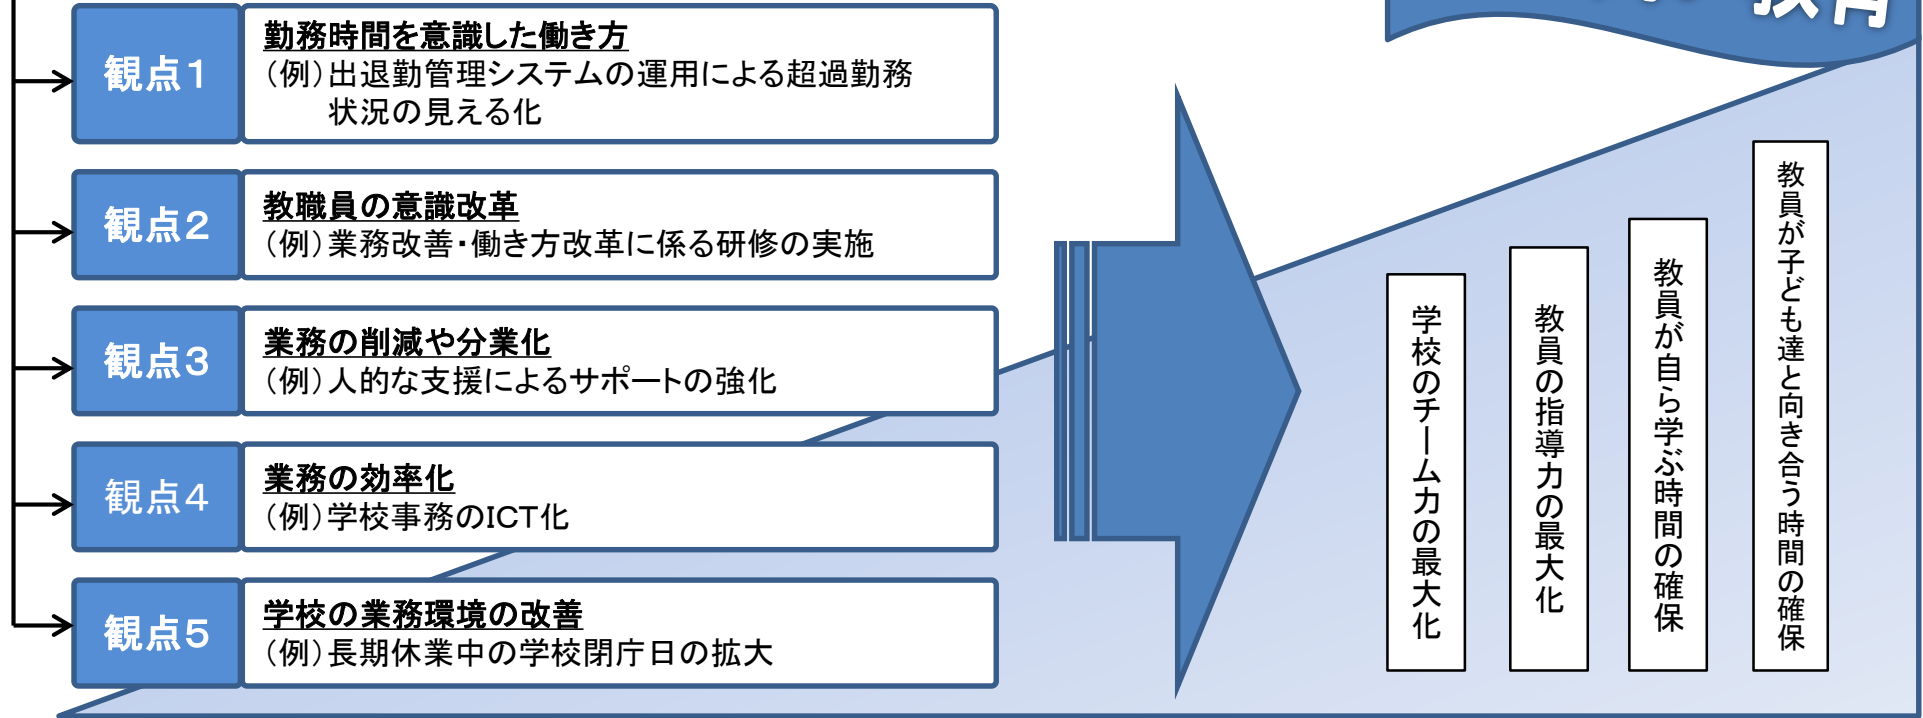 教育
観点1
勤務時間を意識した働き方
(例)出退勤管理システムの運用による超過勤務
状況の見える化
観点2
教職員の意識改革
(例)業務改善・働き方改革に係る研修の実施
観点3
業務の削減や分業化
(例)人的な支援によるサポートの強化
観点4
業務の効率化
(例)学校事務のICT化
観点5
学校の業務環境の改善
(例)長期休業中の学校閉庁日の拡大
学校のチーム力の最大化
教員の指導力の最大化
教員が自ら学ぶ時間の確保
教員が子ども達と向き合う時間の確保